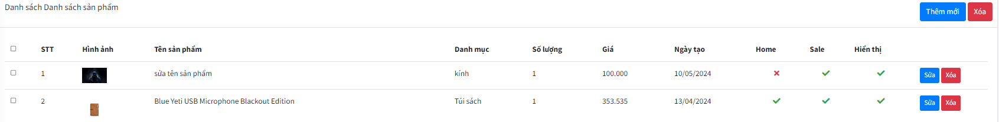 Danh sách Danh sách sản phẩm
Thêm mới Xóa
STT Hình ảnh Tên sản phẩm Danh mục Số lượng Giá Ngày tạo Home Sale Hiển thị
1 sửa tên sản phẩm kính 1 100.000 10/05/2024 Sửa Xóa
2 Blue Yeti USB Microphone Blackout Edition Túi sách 1 353.535 13/04/2024 Sửa Xóa